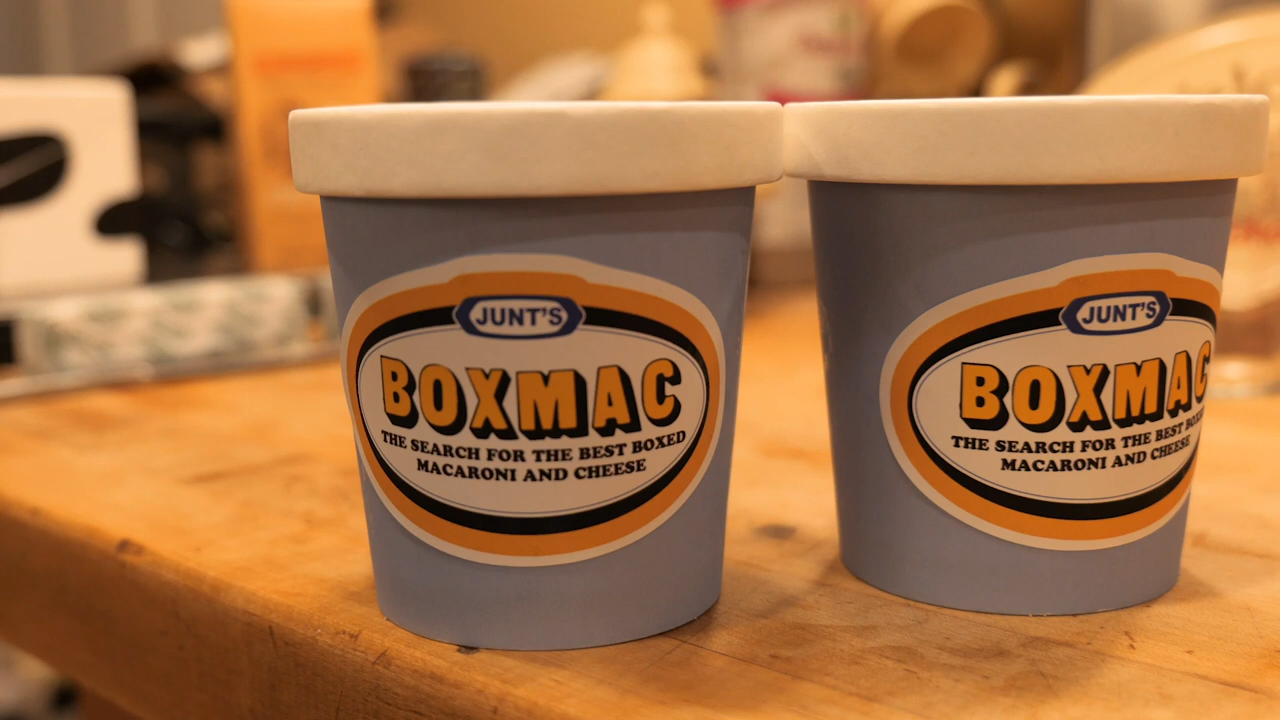 JUNT'S
BOXMAC
THE SEARCH FOR THE BEST BOXED
MACARONI AND CHEESE
JUNT'S
BOXMAC
THE SEARCH FOR THE BEST
MACARONI AND CHEESE